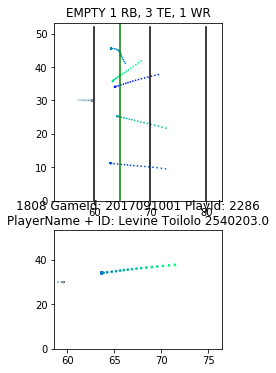 EMPTY 1 RB, 3 TE, 1 WR
50
40
30
20
10
0
60 70 80
1808 GameId: 2017091001 PlayId: 2286
PlayerName + ID: Levine Toilolo 2540203.0
40
20
0
60 65 70 75